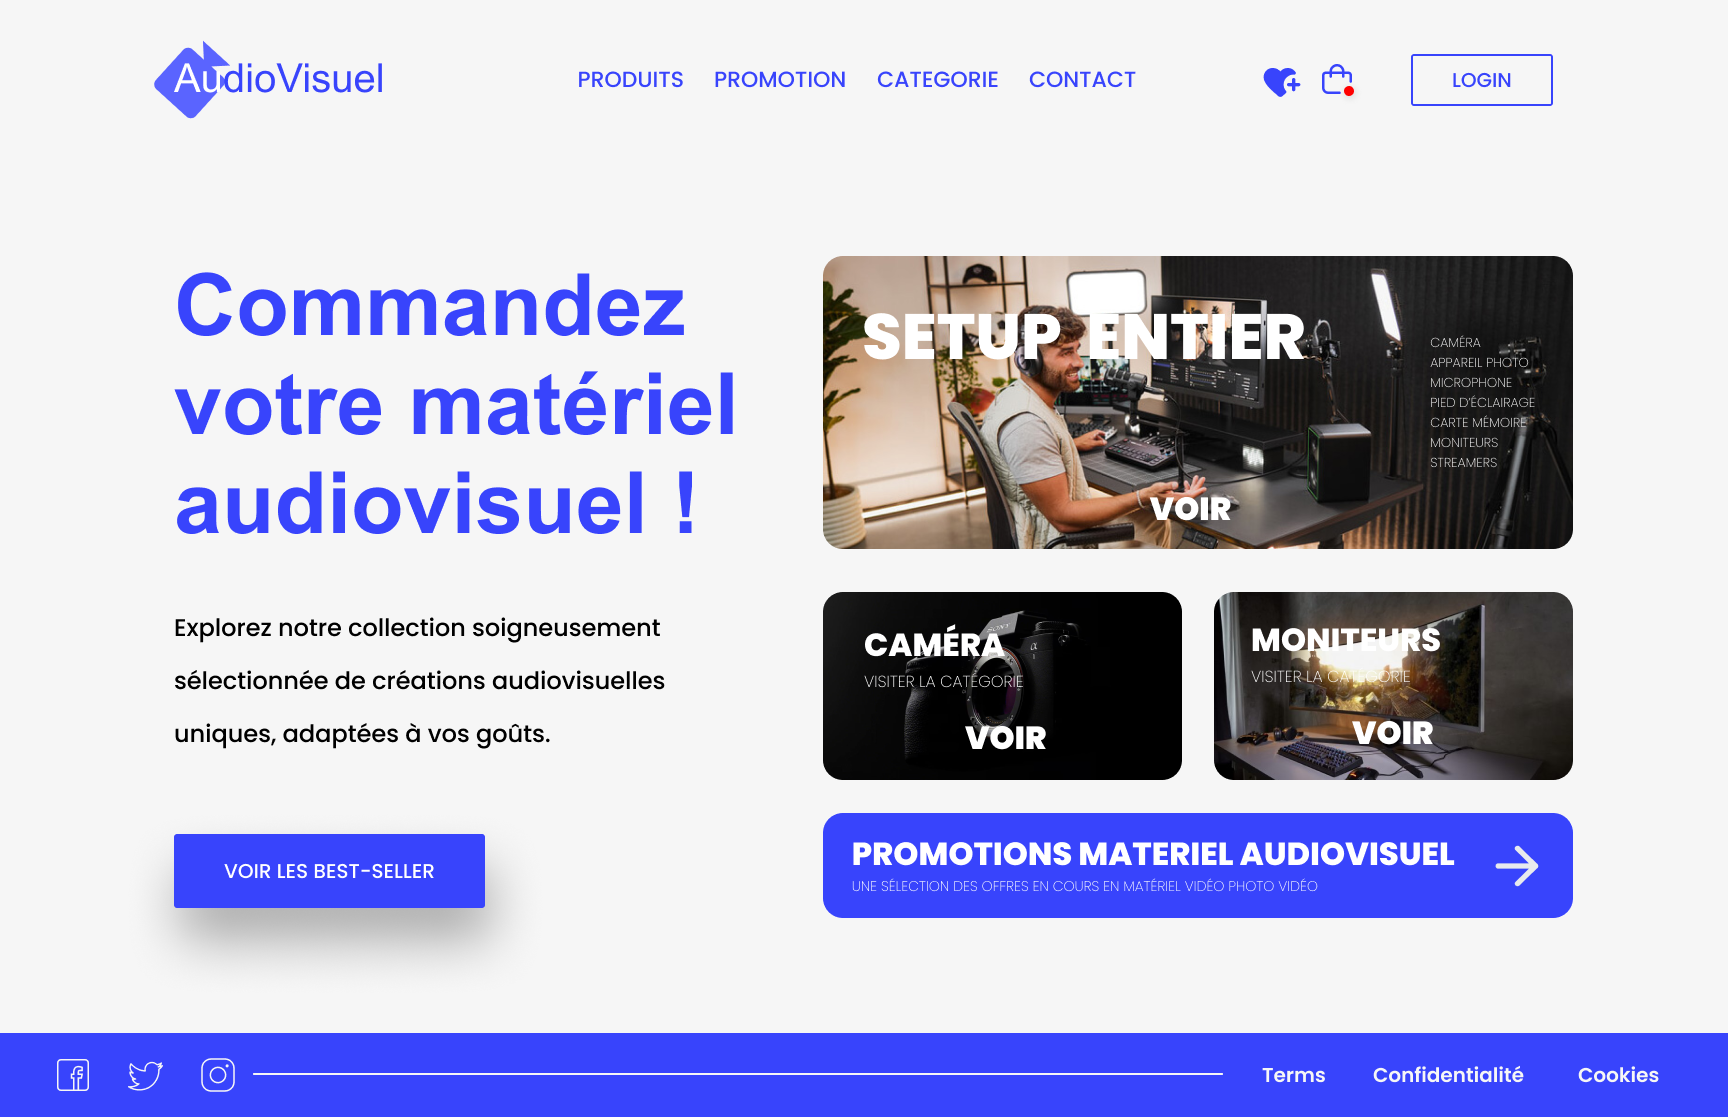 AudioVisuel
PRODUITS
PROMOTION
CATEGORIE
CONTACT
LOGIN
Commandez
votre matériel
audiovisuel !
Explorez notre collection soigneusement
sélectionnée de créations audiovisuelles
uniques, adaptées à vos goûts.
VOIR LES BEST-SELLER
SETUP ENTIER
CAMÉRA
APPAREIL PHOTO
MICROPHONE
PIED D'ÉCLAIRAGE
CARTE MÉMOIRE
MONITEURS
STREAMERS
VOIR
CAMÉRA
VISITER LA CATÉGORIE
VOIR
SONY
α
MONITEURS
VISITER LA CATÉGORIE
VOIR
PROMOTIONS MATERIEL AUDIOVISUEL
UNE SÉLECTION DES OFFRES EN COURS EN MATÉRIEL VIDÉO PHOTO VIDÉO
Terms
Confidentialité
Cookies